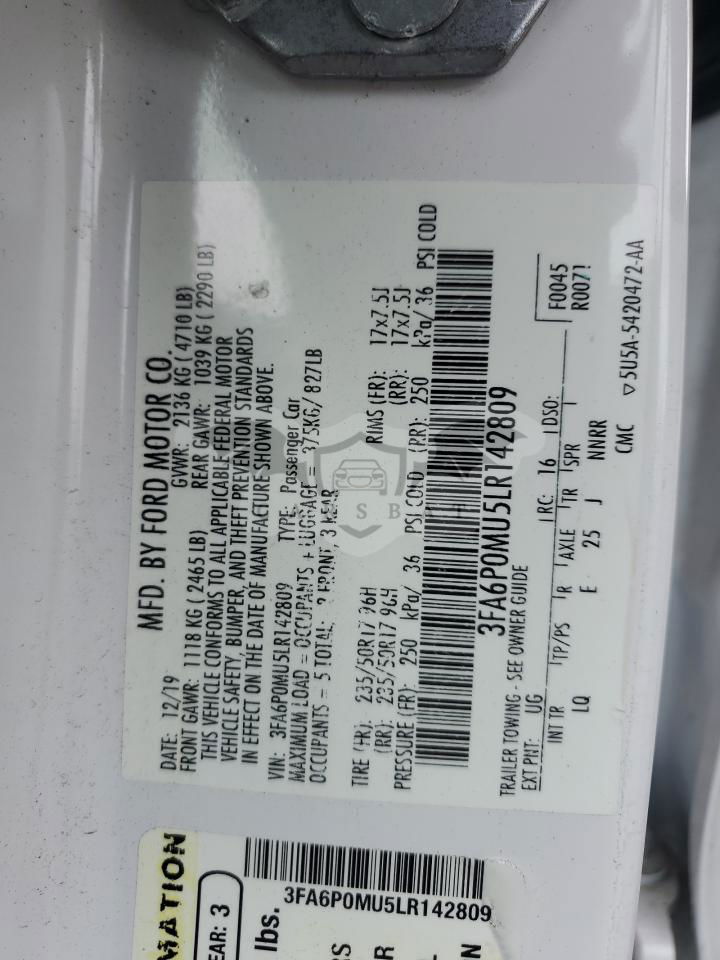 MFD. BY FORD MOTOR CO.
DATE: 12/19 GVWR: 2136 KG ( 4710 LB)
FRONT GAWR: 1118 KG ( 2465 LB) REAR GAWR: 1039 KG ( 2290 LB)
THIS VEHICLE CONFORMS TO ALL APPLICABLE FEDERAL MOTOR
VEHICLE SAFETY, BUMPER, AND THEFT PREVENTION STANDARDS
IN EFFECT ON THE DATE OF MANUFACTURE SHOWN ABOVE.
VIN: 3FA6P0MU5LR142809 TYPE: Passenger Car
MAXIMUM LOAD = OCCUPANTS + LUGGAGE = 375KG/ 827LB
OCCUPANTS = 5 TOTAL: 2 FRONT, 3 REAR
TIRE (FR): 235/50R17 96H RIMS (FR): 17x7.5J
(RR): 235/50R17 96H (RR): 17x7.5J
PRESSURE (FR): 250 kPa/ 36 PSI COLD (RR): 250 kPa/ 36 PSI COLD
3FA6P0MU5LR142809
TRAILER TOWING - SEE OWNER GUIDE
EXT PNT: UG RC: 16 DSO: F0045
R0071
INT TR TP/PS R AXLE TR SPR
LQ E 25 J NNRR
CMC 5U5A-5420472-AA
MATION
EAR: 3
3FA6P0MU5LR142809
lbs.